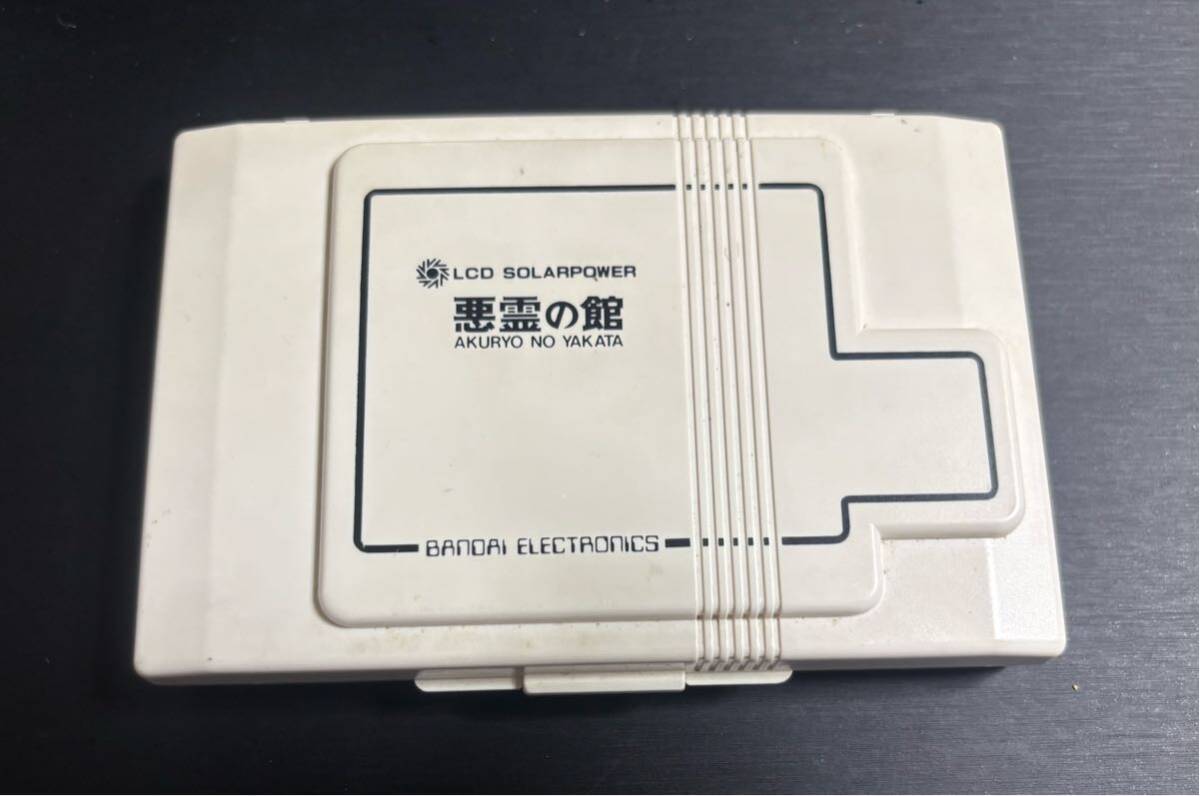 LCD SOLARPOWER
悪霊の館
AKURYO NO YAKATA
BANDAI ELECTRONICS